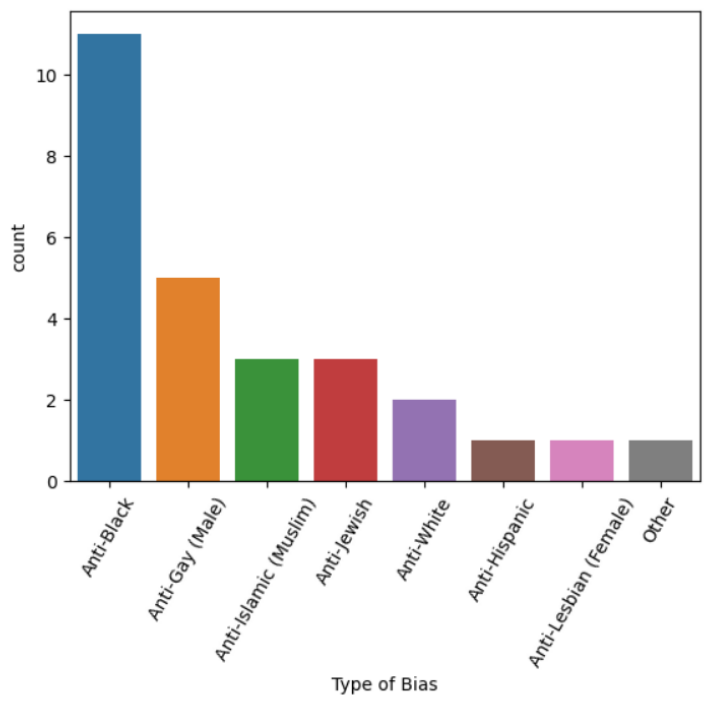 10
8
6
4
2
0
count
Anti-Black
Anti-Gay (Male)
Anti-Islamic (Muslim)
Anti-Jewish
Anti-White
Anti-Hispanic
Anti-Lesbian (Female)
Other
Type of Bias